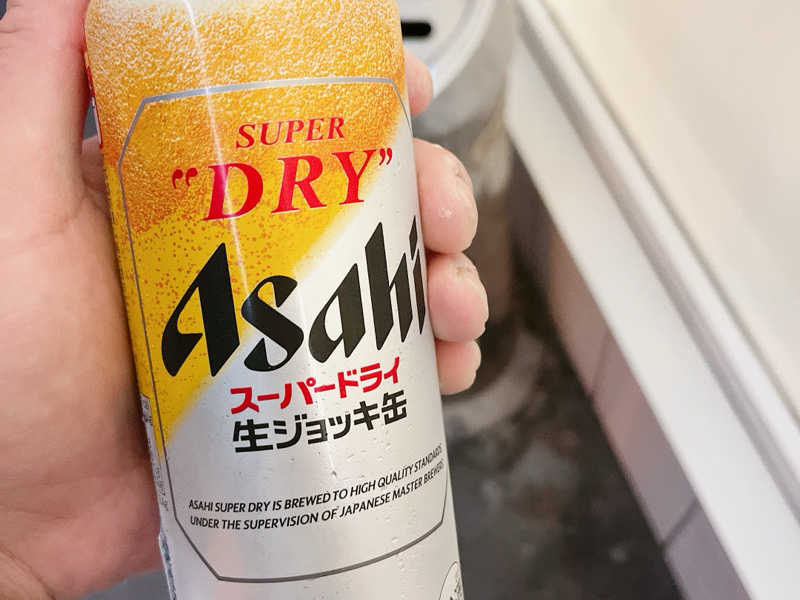 SUPER
"DRY"
Asahi
スーパードライ
生ジョッキ缶
ASAHI SUPER DRY IS BREWED TO HIGH QUALITY STANDARDS
UNDER THE SUPERVISION OF JAPANESE MASTER BREWERS